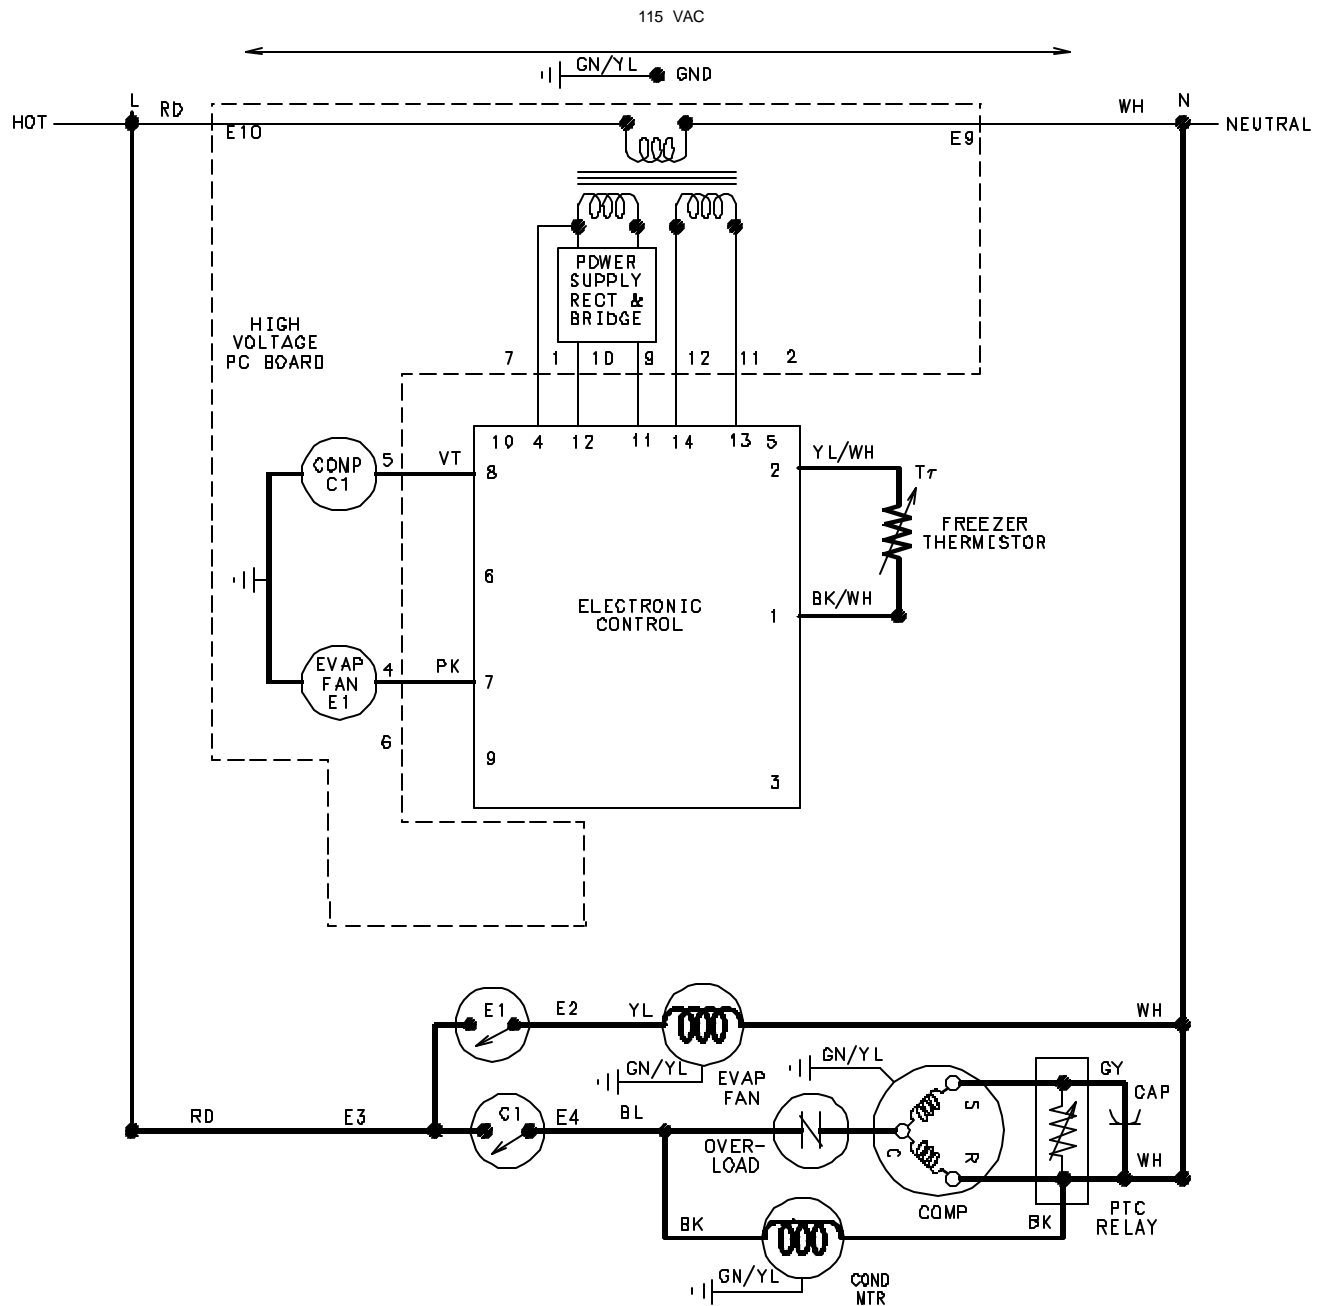 115 VAC
GN/YL GND
HOT L RD WH N NEUTRAL
E10 E9
POWER
SUPPLY
RECT &
BRIDGE
HIGH
VOLTAGE
PC BOARD
7 1 10 9 12 11 2
10 4 12 11 14 13 5
COMP
C1
5 VT 8
2 YL/WH
Tτ
FREEZER
THERMISTOR
6
ELECTRONIC
CONTROL
1 BK/WH
EVAP
FAN
E1
4 PK 7
6
9
3
E1 E2 YL WH
GN/YL
EVAP
FAN
GN/YL
GY
CAP
RD E3 C1 E4 BL
OVER-
LOAD
S
C
R
COMP
WH
PTC
RELAY
BK
BK
GN/YL
COND
MTR